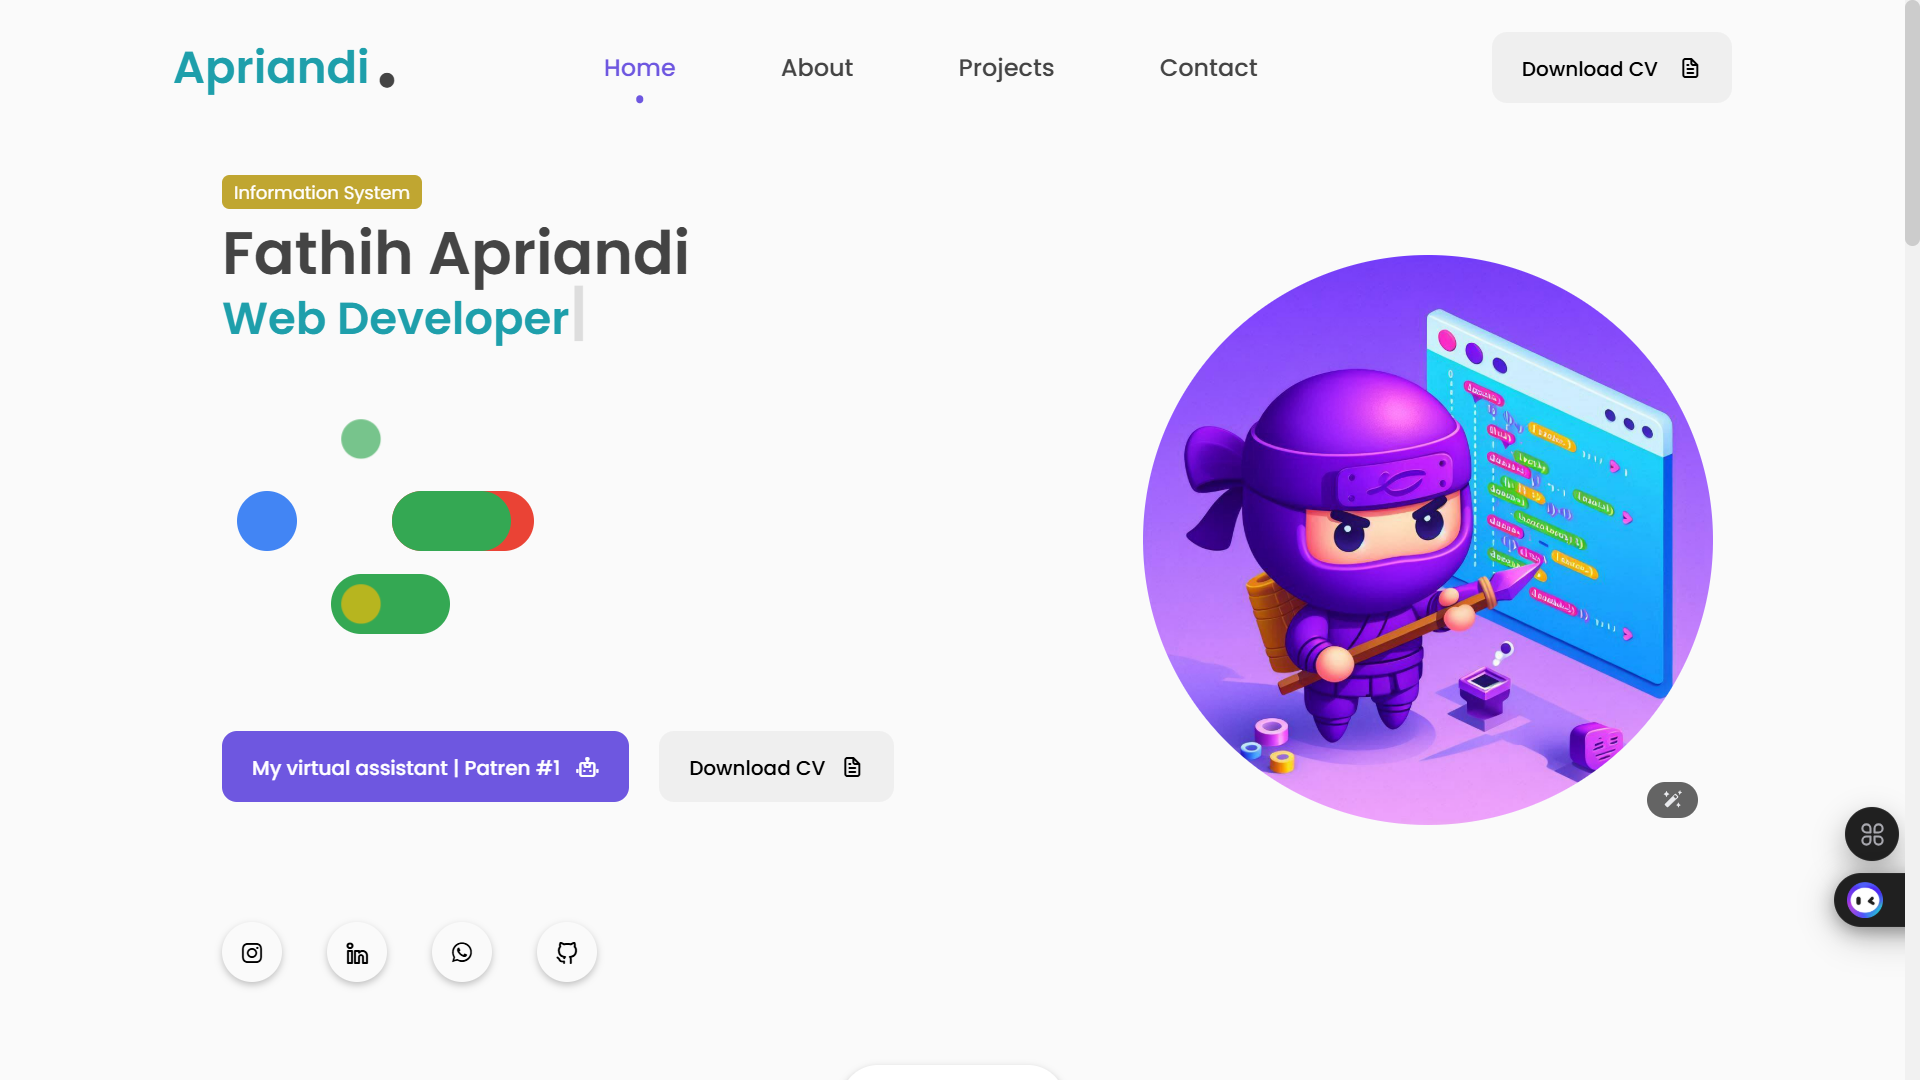 Apriandi
Home
About
Projects
Contact
Download CV
Information System
Fathih Apriandi
Web Developer
My virtual assistant | Patren #1
Download CV